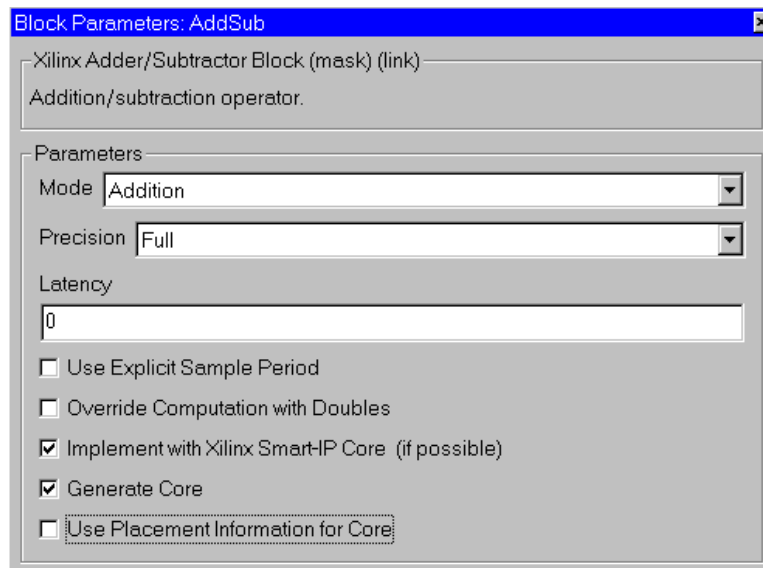 Block Parameters: AddSub
Xilinx Adder/Subtractor Block (mask) (link)
Addition/subtraction operator.
Parameters
Mode Addition
Precision Full
Latency
0
Use Explicit Sample Period
Override Computation with Doubles
Implement with Xilinx Smart-IP Core (if possible)
Generate Core
Use Placement Information for Core